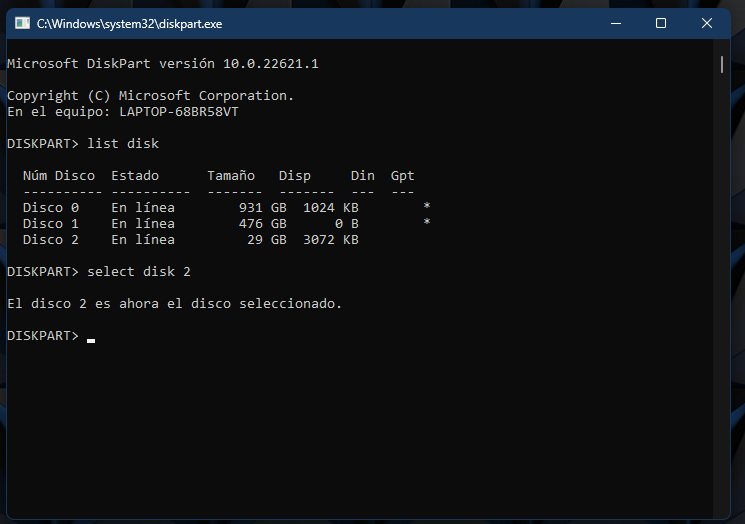 C:\Windows\system32\diskpart.exe
Microsoft DiskPart versión 10.0.22621.1
Copyright (C) Microsoft Corporation.
En el equipo: LAPTOP-68BR58VT
DISKPART> list disk
  Núm Disco  Estado      Tamaño   Disp     Din  Gpt
  ---------- ----------  -------  -------  ---  ---
  Disco 0    En línea        931 GB  1024 KB        *
  Disco 1    En línea        476 GB      0 B        *
  Disco 2    En línea         29 GB  3072 KB
DISKPART> select disk 2
El disco 2 es ahora el disco seleccionado.
DISKPART>